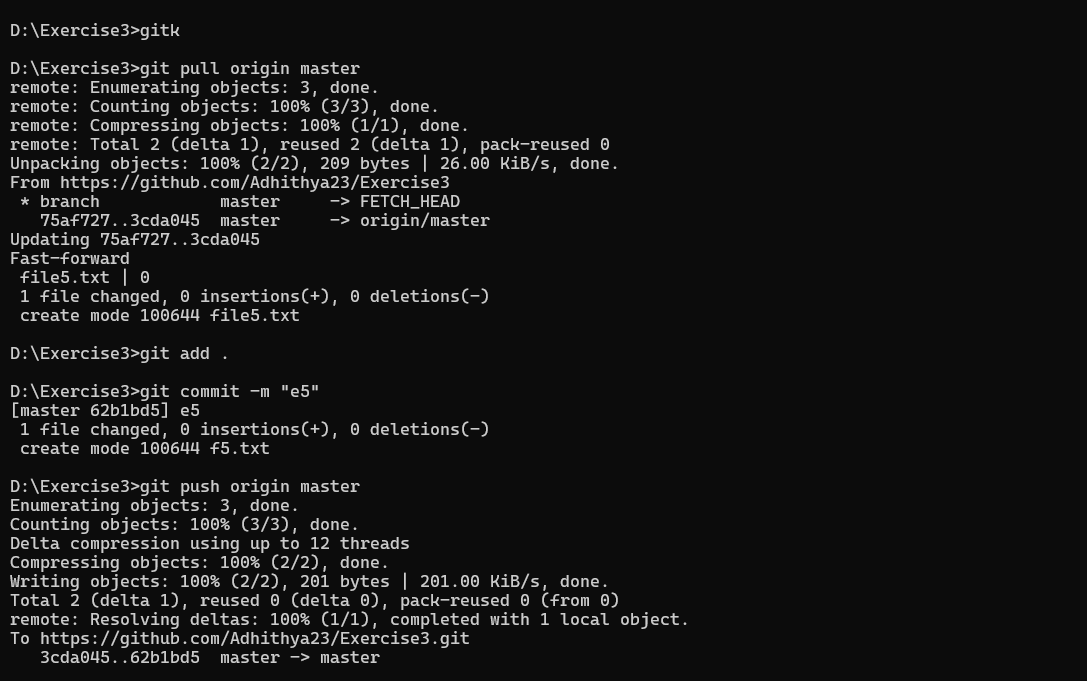 D:\Exercise3>gitk
D:\Exercise3>git pull origin master
remote: Enumerating objects: 3, done.
remote: Counting objects: 100% (3/3), done.
remote: Compressing objects: 100% (1/1), done.
remote: Total 2 (delta 1), reused 2 (delta 1), pack-reused 0
Unpacking objects: 100% (2/2), 209 bytes | 26.00 KiB/s, done.
From https://github.com/Adhithya23/Exercise3
 * branch            master     -> FETCH_HEAD
   75af727..3cda045  master     -> origin/master
Updating 75af727..3cda045
Fast-forward
 file5.txt | 0
 1 file changed, 0 insertions(+), 0 deletions(-)
 create mode 100644 file5.txt
D:\Exercise3>git add .
D:\Exercise3>git commit -m "e5"
[master 62b1bd5] e5
 1 file changed, 0 insertions(+), 0 deletions(-)
 create mode 100644 f5.txt
D:\Exercise3>git push origin master
Enumerating objects: 3, done.
Counting objects: 100% (3/3), done.
Delta compression using up to 12 threads
Compressing objects: 100% (2/2), done.
Writing objects: 100% (2/2), 201 bytes | 201.00 KiB/s, done.
Total 2 (delta 1), reused 0 (delta 0), pack-reused 0 (from 0)
remote: Resolving deltas: 100% (1/1), completed with 1 local object.
To https://github.com/Adhithya23/Exercise3.git
   3cda045..62b1bd5  master -> master